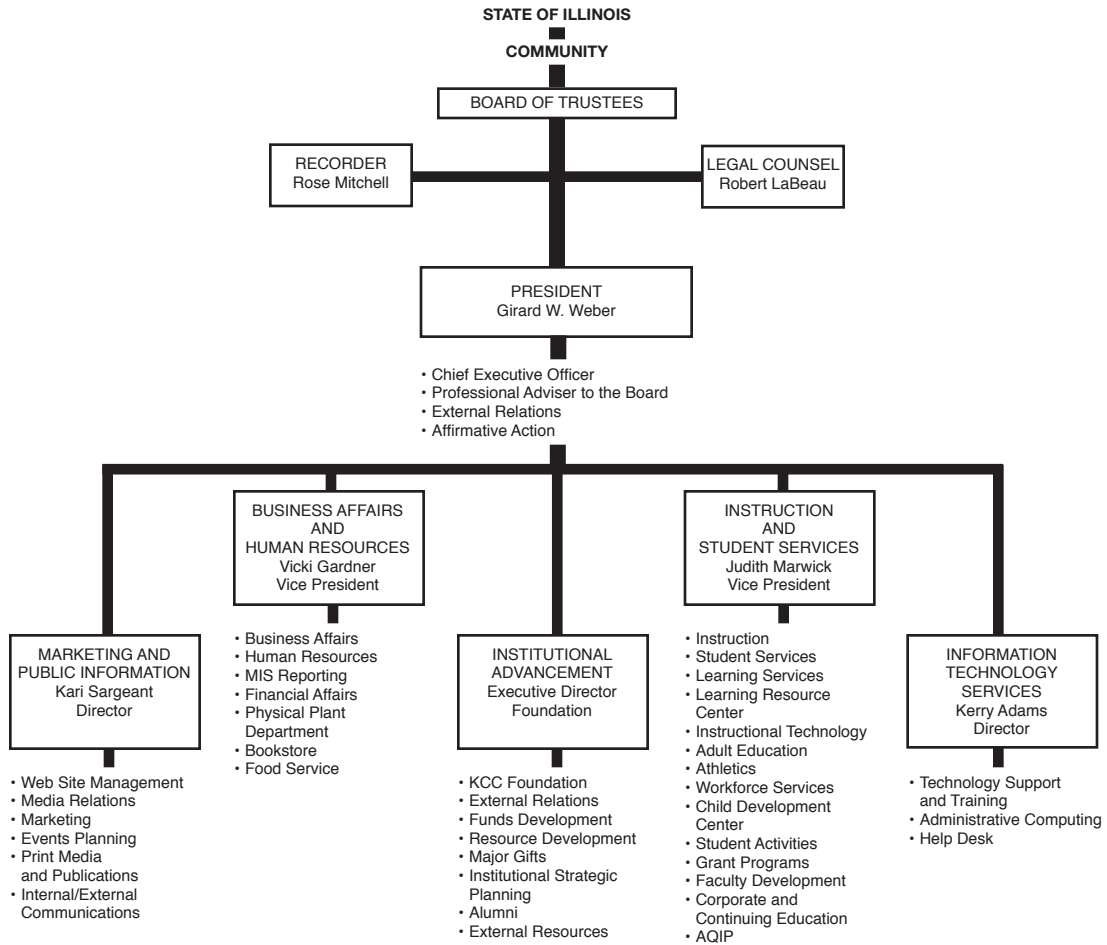 STATE OF ILLINOIS
COMMUNITY
BOARD OF TRUSTEES
RECORDER
Rose Mitchell
LEGAL COUNSEL
Robert LaBeau
PRESIDENT
Girard W. Weber
• Chief Executive Officer
• Professional Adviser to the Board
• External Relations
• Affirmative Action
BUSINESS AFFAIRS
AND
HUMAN RESOURCES
Vicki Gardner
Vice President
• Business Affairs
• Human Resources
• MIS Reporting
• Financial Affairs
• Physical Plant
Department
• Bookstore
• Food Service
INSTRUCTION
AND
STUDENT SERVICES
Judith Marwick
Vice President
• Instruction
• Student Services
• Learning Services
• Learning Resource
Center
• Instructional Technology
• Adult Education
• Athletics
• Workforce Services
• Child Development
Center
• Student Activities
• Grant Programs
• Faculty Development
• Corporate and
Continuing Education
• AQIP
MARKETING AND
PUBLIC INFORMATION
Kari Sargeant
Director
• Web Site Management
• Media Relations
• Marketing
• Events Planning
• Print Media
and Publications
• Internal/External
Communications
INSTITUTIONAL
ADVANCEMENT
Executive Director
Foundation
• KCC Foundation
• External Relations
• Funds Development
• Resource Development
• Major Gifts
• Institutional Strategic
Planning
• Alumni
• External Resources
INFORMATION
TECHNOLOGY
SERVICES
Kerry Adams
Director
• Technology Support
and Training
• Administrative Computing
• Help Desk